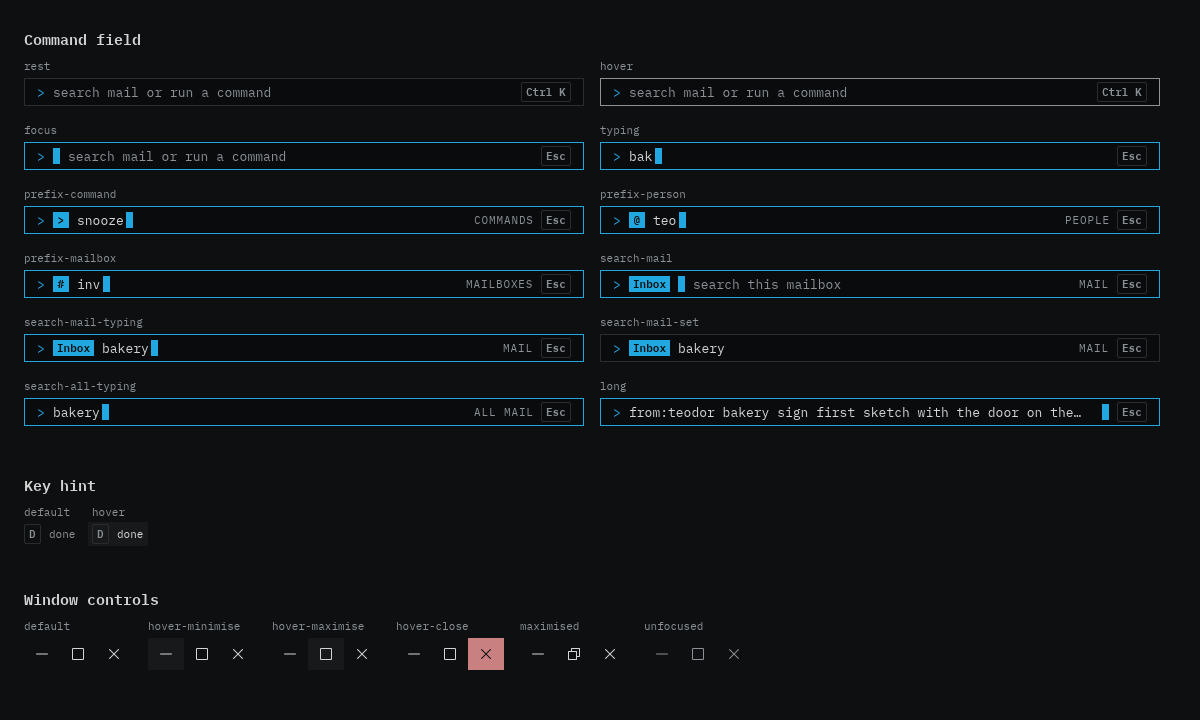 Command field
rest hover
> search mail or run a command Ctrl K > search mail or run a command Ctrl K
focus typing
> search mail or run a command Esc > bak Esc
prefix-command prefix-person
> > snooze COMMANDS Esc > @ teo PEOPLE Esc
prefix-mailbox search-mail
> # inv MAILBOXES Esc > Inbox search this mailbox MAIL Esc
search-mail-typing search-mail-set
> Inbox bakery MAIL Esc > Inbox bakery MAIL Esc
search-all-typing long
> bakery ALL MAIL Esc > from:teodor bakery sign first sketch with the door on the… Esc
Key hint
default hover
D done D done
Window controls
default hover-minimise hover-maximise hover-close maximised unfocused